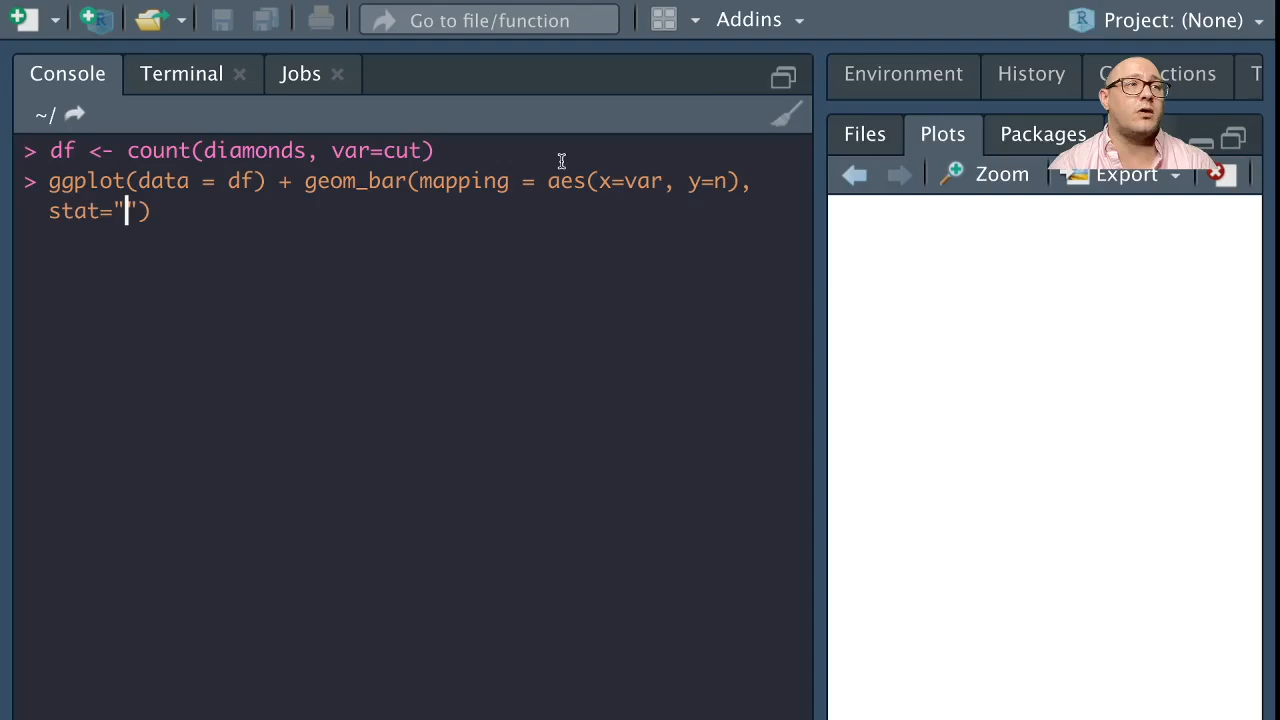 Go to file/function
Addins
Project: (None)
Console
Terminal
Jobs
Environment
History
~/
Files
Plots
Packages
Zoom
Export
> df <- count(diamonds, var=cut)
> ggplot(data = df) + geom_bar(mapping = aes(x=var, y=n),
stat="")